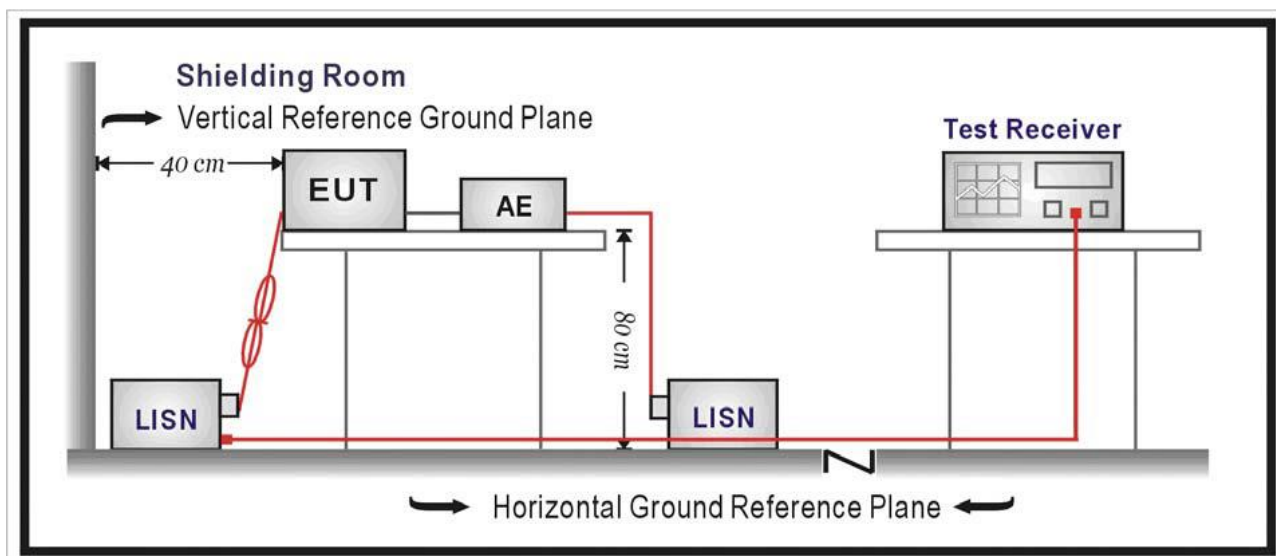 Shielding Room
Vertical Reference Ground Plane
40 cm
Test Receiver
EUT
AE
80 cm
LISN
LISN
Horizontal Ground Reference Plane